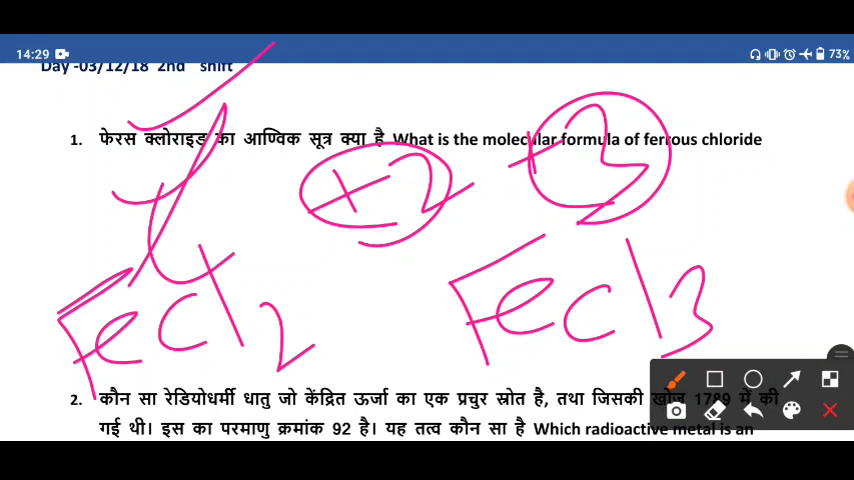 14:29 73%
Day -03/12/18 2nd shift
1. फेरस क्लोराइड का आण्विक सूत्र क्या है What is the molecular formula of ferrous chloride
+2 +3
FeCl2 FeCl3
2. कौन सा रेडियोधर्मी धातु जो केंद्रित ऊर्जा का एक प्रचुर स्रोत है, तथा जिसकी खोज 1789 में की
गई थी। इस का परमाणु क्रमांक 92 है। यह तत्व कौन सा है Which radioactive metal is an